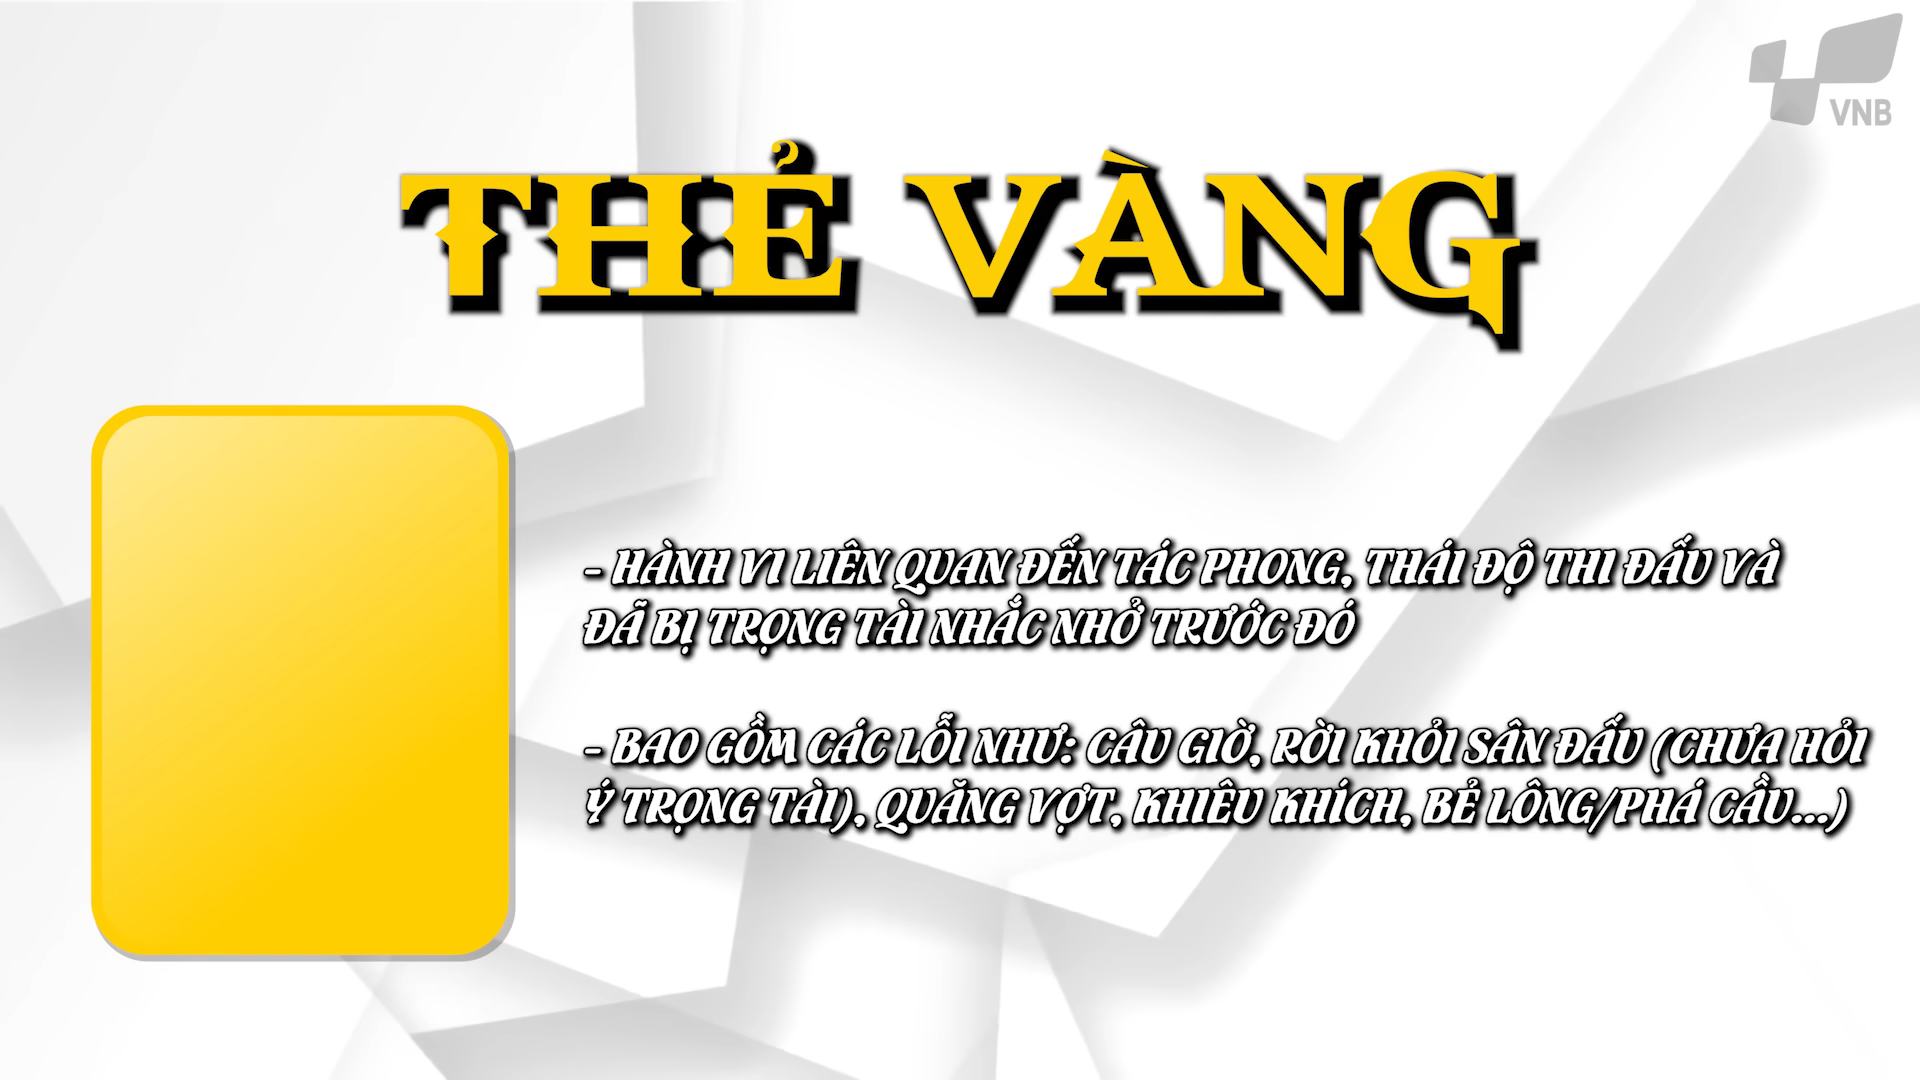 VNB
THẺ VÀNG
- HÀNH VI LIÊN QUAN ĐẾN TÁC PHONG, THÁI ĐỘ THI ĐẤU VÀ
ĐÃ BỊ TRỌNG TÀI NHẮC NHỞ TRƯỚC ĐÓ
- BAO GỒM CÁC LỖI NHƯ: CÂU GIỜ, RỜI KHỎI SÂN ĐẤU (CHƯA HỎI
Ý TRỌNG TÀI), QUĂNG VỢT, KHIÊU KHÍCH, BẺ LÔNG/PHÁ CẦU...)